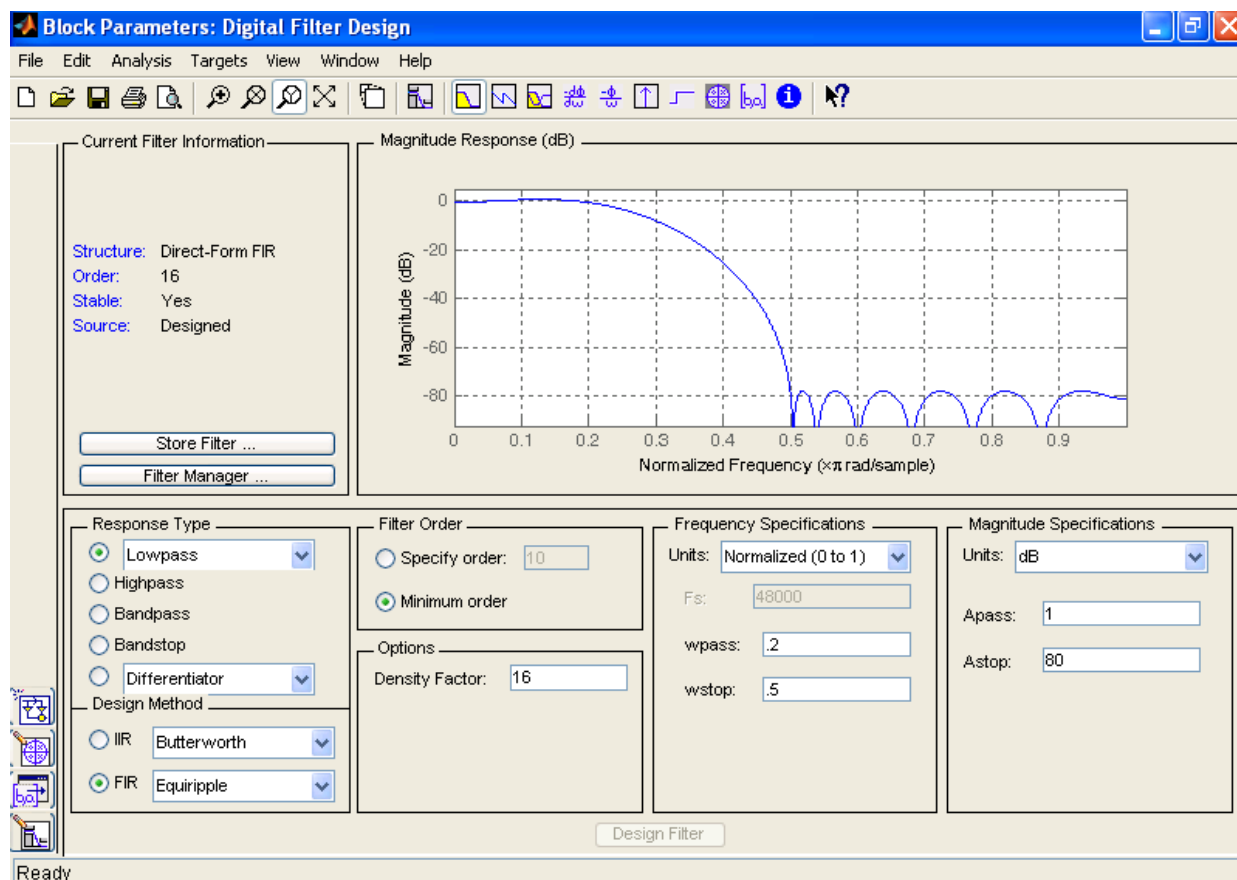 Block Parameters: Digital Filter Design
File Edit Analysis Targets View Window Help
Current Filter Information
Structure: Direct-Form FIR
Order: 16
Stable: Yes
Source: Designed
Store Filter ...
Filter Manager ...
Magnitude Response (dB)
Magnitude (dB)
0
-20
-40
-60
-80
0 0.1 0.2 0.3 0.4 0.5 0.6 0.7 0.8 0.9
Normalized Frequency (×π rad/sample)
Response Type
Lowpass
Highpass
Bandpass
Bandstop
Differentiator
Design Method
IIR Butterworth
FIR Equiripple
Filter Order
Specify order: 10
Minimum order
Options
Density Factor: 16
Frequency Specifications
Units: Normalized (0 to 1)
Fs: 48000
wpass: .2
wstop: .5
Magnitude Specifications
Units: dB
Apass: 1
Astop: 80
Design Filter
Ready